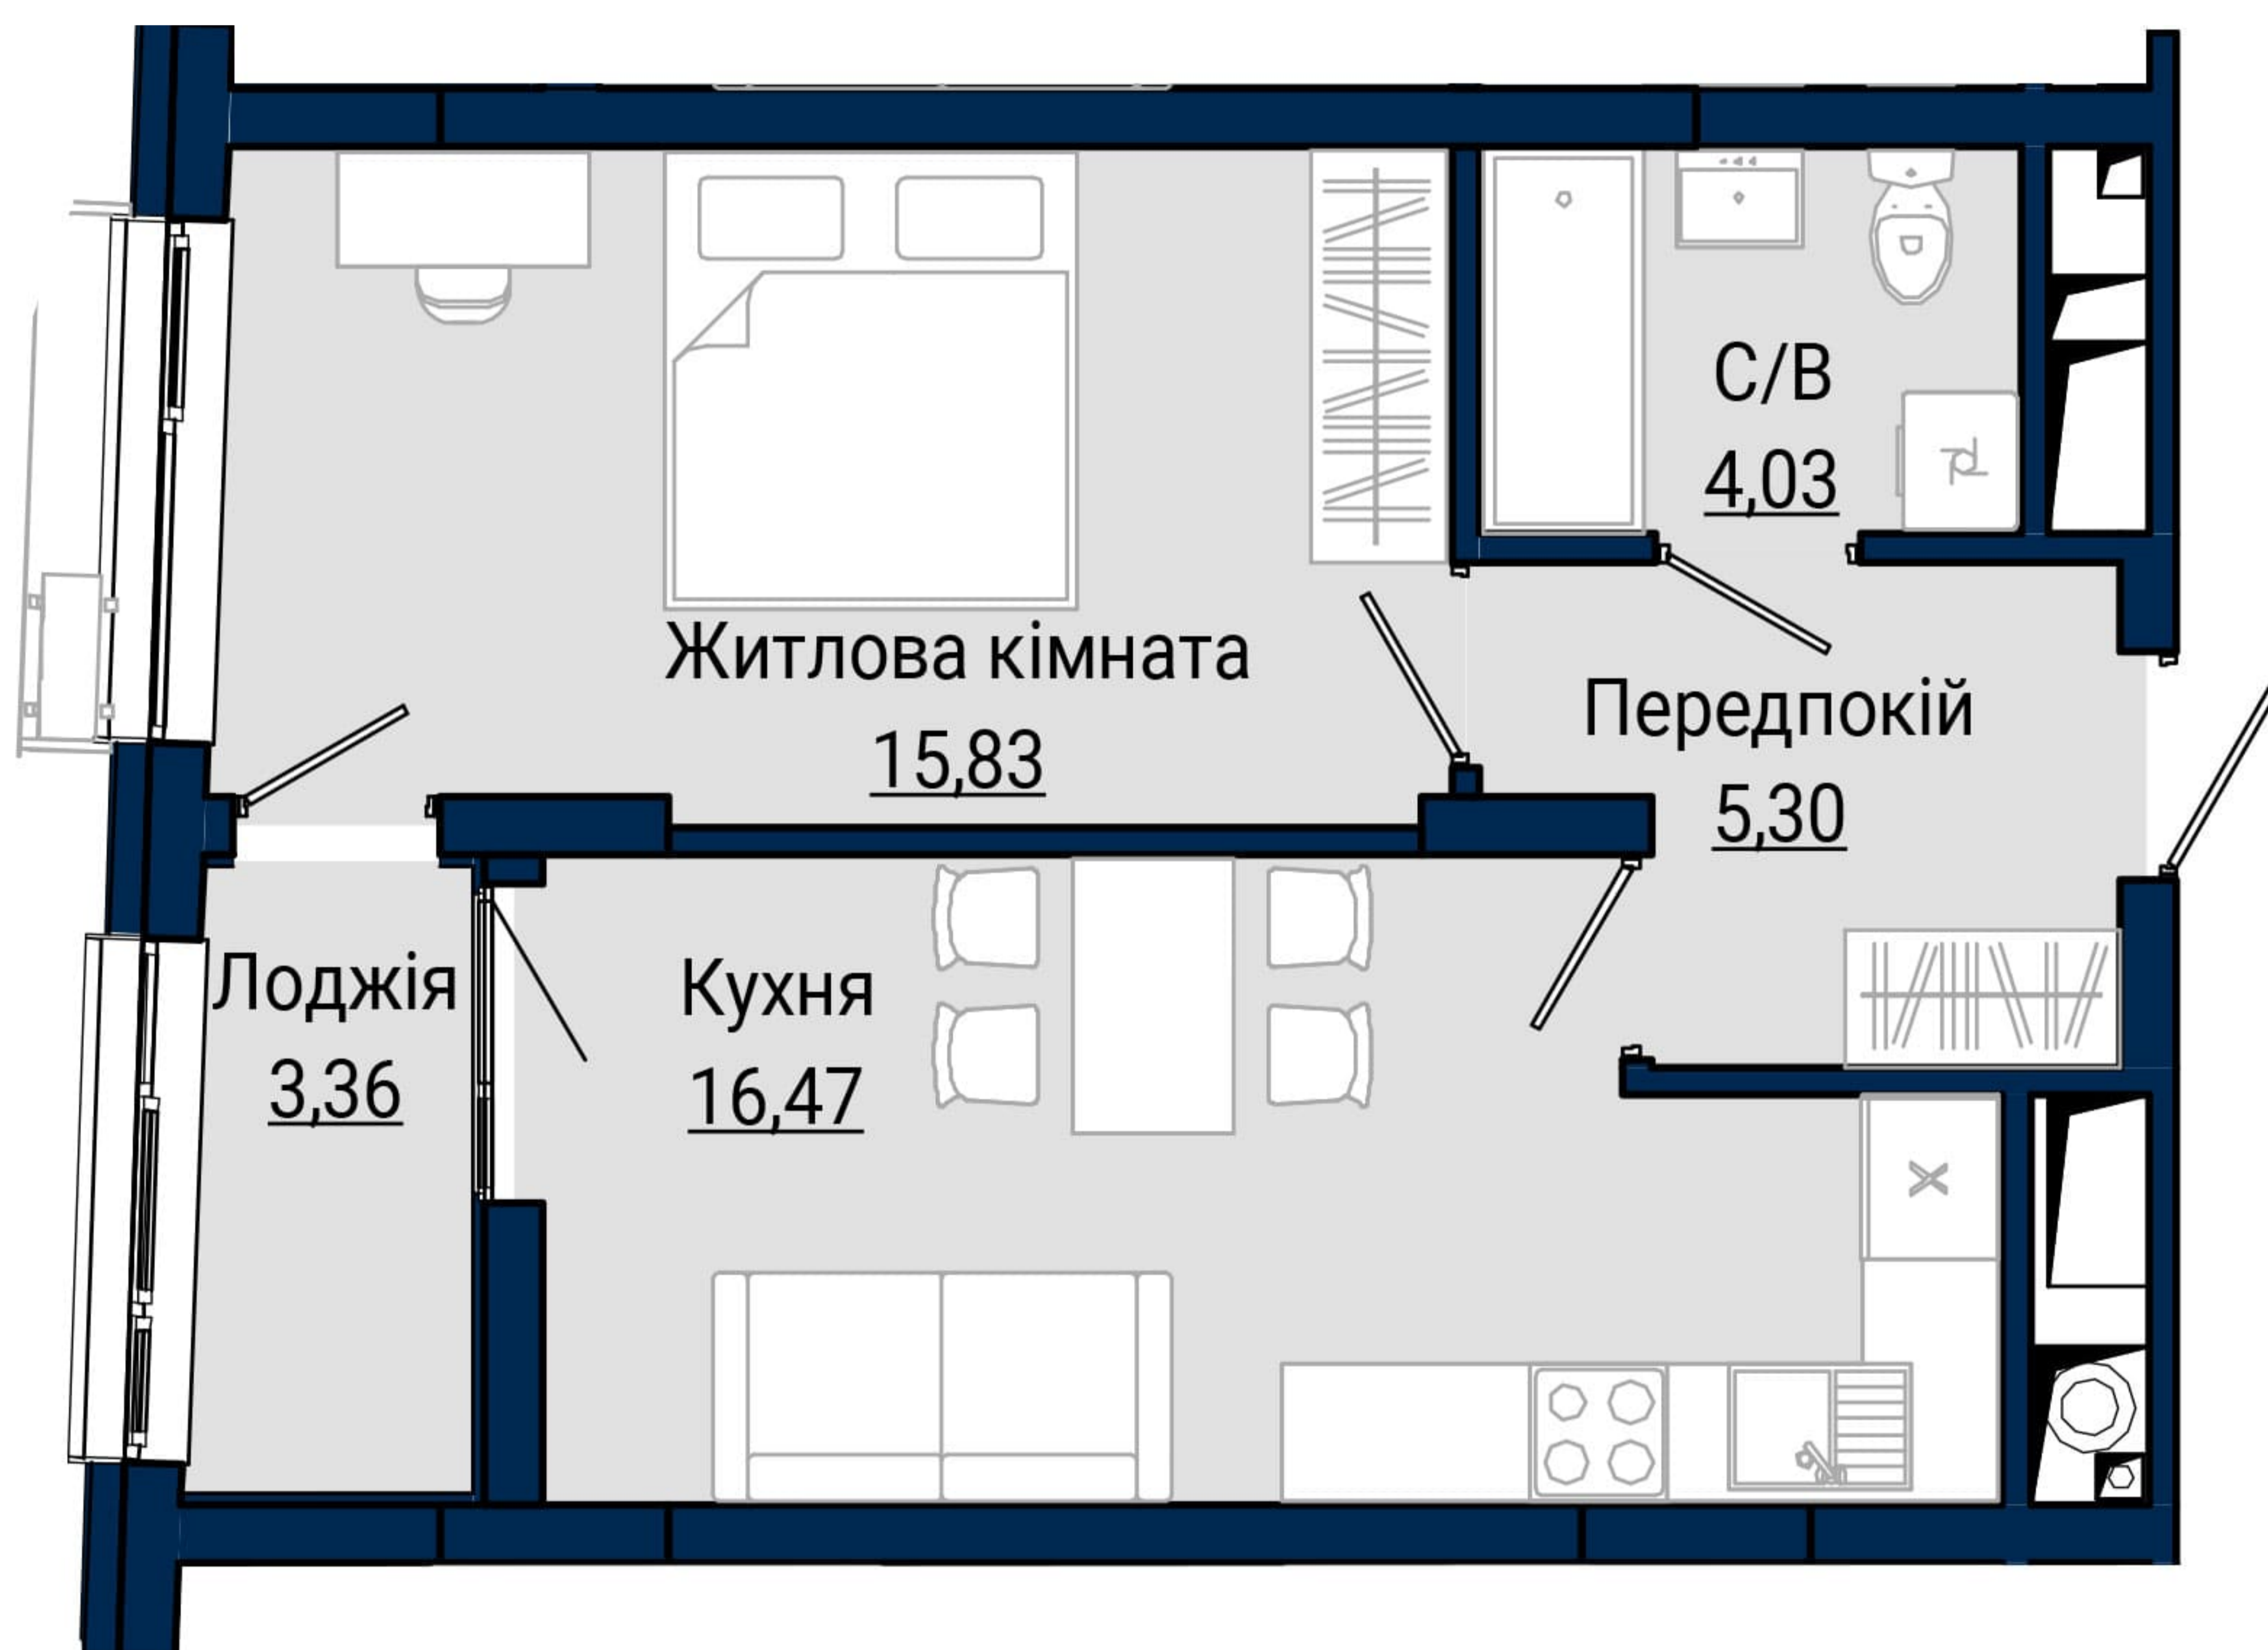 С/В
4,03
Житлова кімната
15,83
Передпокій
5,30
Лоджія
3,36
Кухня
16,47